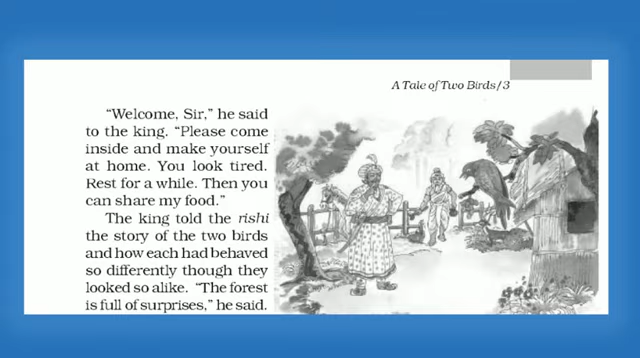 A Tale of Two Birds/3
"Welcome, Sir," he said
to the king. "Please come
inside and make yourself
at home. You look tired.
Rest for a while. Then you
can share my food."
The king told the rishi
the story of the two birds
and how each had behaved
so differently though they
looked so alike. "The forest
is full of surprises," he said.